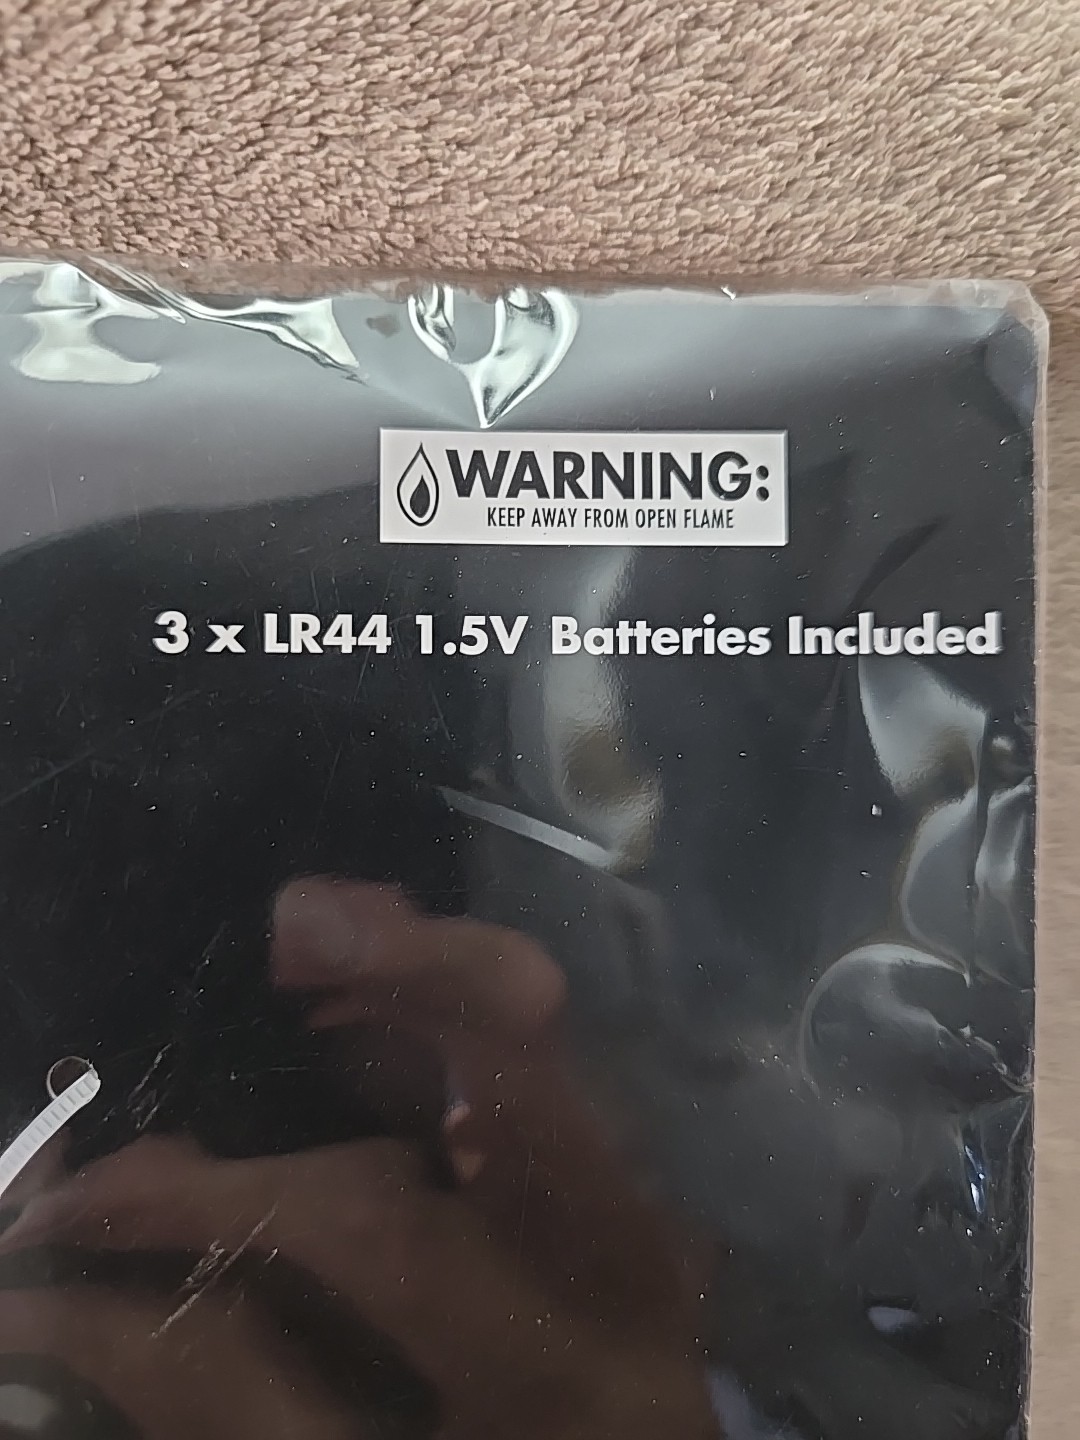 WARNING:
KEEP AWAY FROM OPEN FLAME
3 x LR44 1.5V Batteries Included